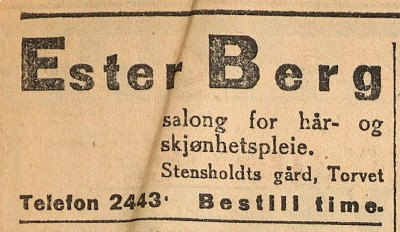 Ester Berg
salong for hår- og
skjønhetspleie.
Stensholdts gård, Torvet
Telefon 2443. Bestill time.